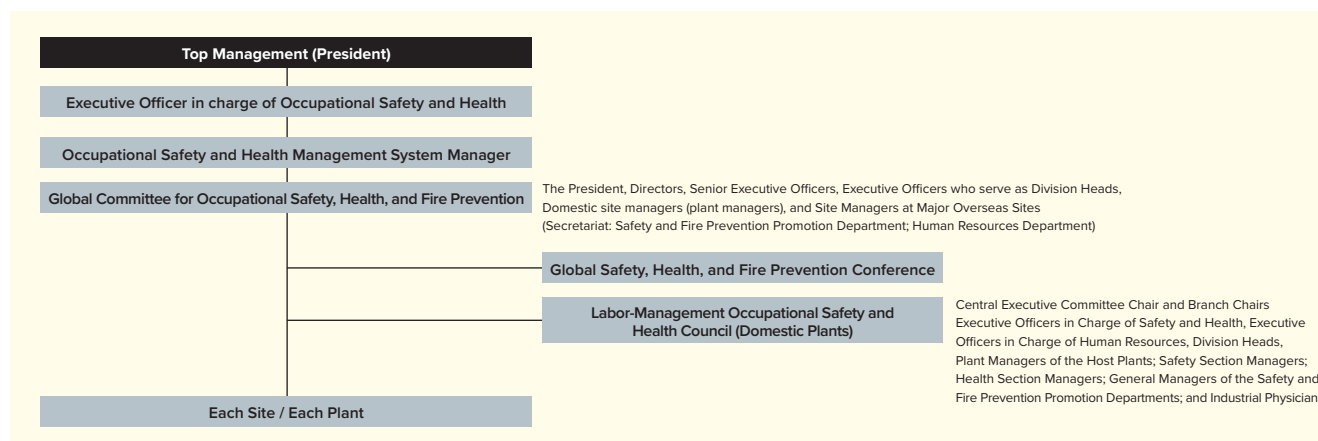 Top Management (President)
Executive Officer in charge of Occupational Safety and Health
Occupational Safety and Health Management System Manager
Global Committee for Occupational Safety, Health, and Fire Prevention
The President, Directors, Senior Executive Officers, Executive Officers who serve as Division Heads,
Domestic site managers (plant managers), and Site Managers at Major Overseas Sites
(Secretariat: Safety and Fire Prevention Promotion Department; Human Resources Department)
Global Safety, Health, and Fire Prevention Conference
Labor-Management Occupational Safety and
Health Council (Domestic Plants)
Central Executive Committee Chair and Branch Chairs
Executive Officers in Charge of Safety and Health, Executive
Officers in Charge of Human Resources, Division Heads,
Plant Managers of the Host Plants; Safety Section Managers;
Health Section Managers; General Managers of the Safety and
Fire Prevention Promotion Departments; and Industrial Physician
Each Site / Each Plant